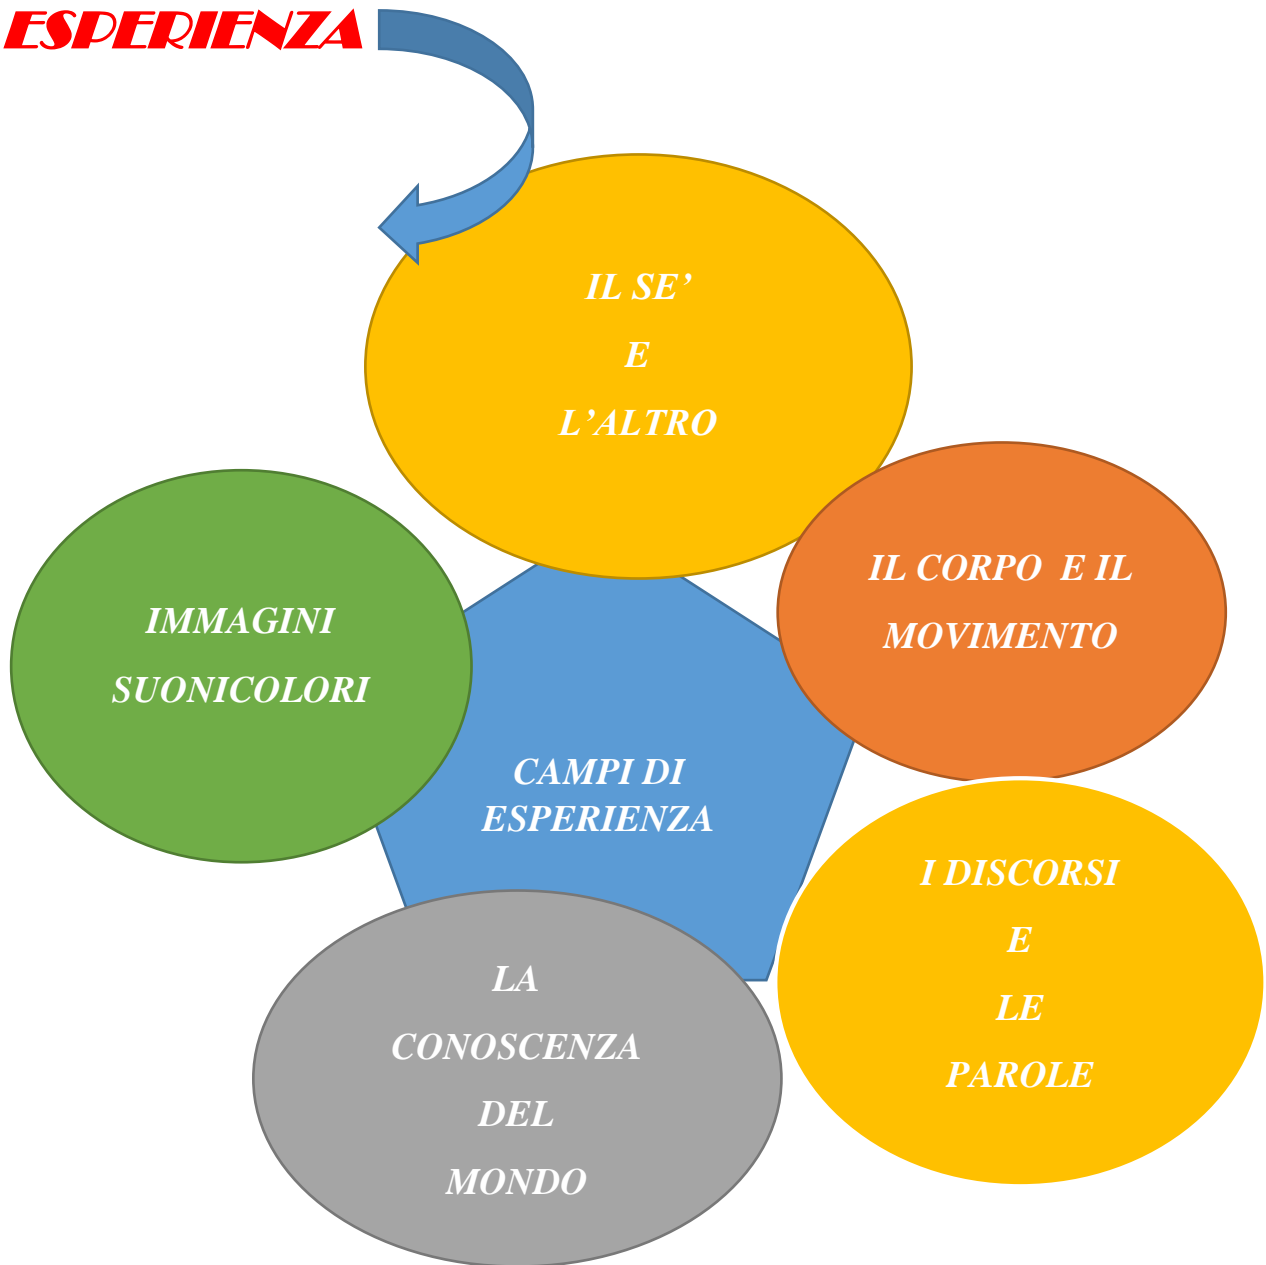 ESPERIENZA
IL SE’
E
L’ALTRO
IL CORPO  E IL
MOVIMENTO
IMMAGINI
SUONICOLORI
CAMPI DI
ESPERIENZA
I DISCORSI
E
LE
PAROLE
LA
CONOSCENZA
DEL
MONDO